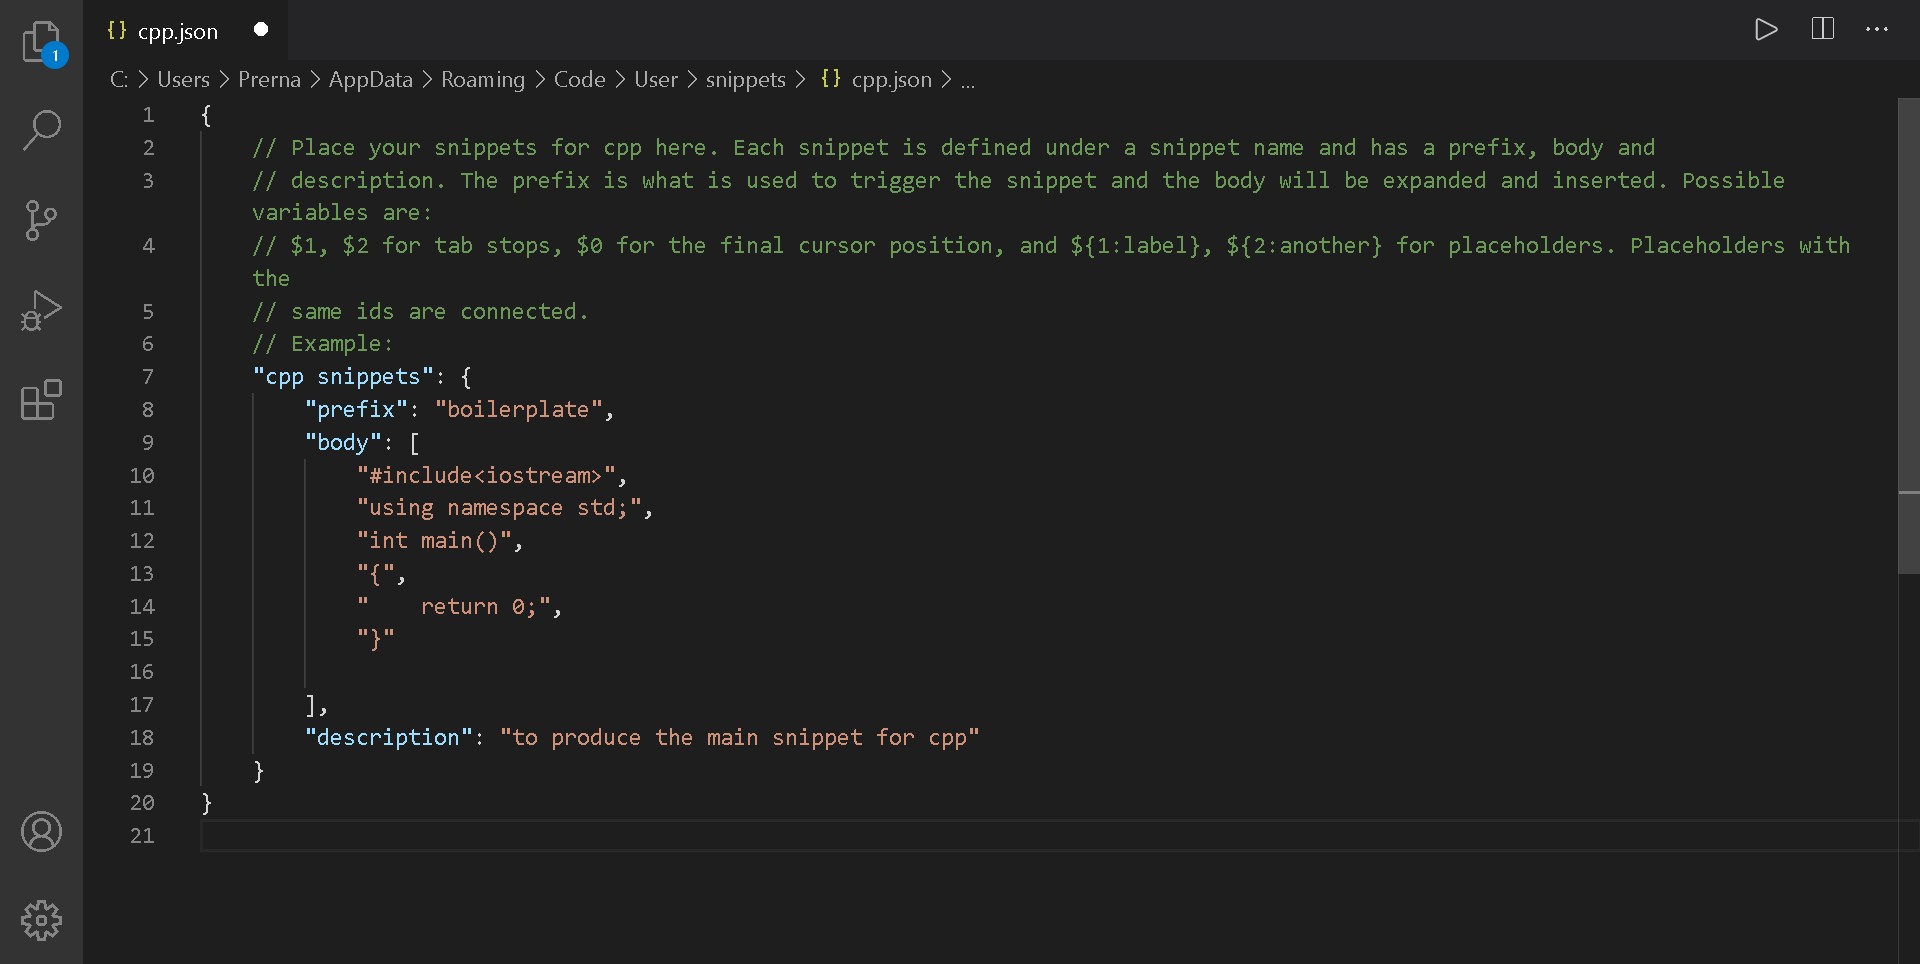 {} cpp.json
1
C: > Users > Prerna > AppData > Roaming > Code > User > snippets > {} cpp.json > ...
1 {
2 // Place your snippets for cpp here. Each snippet is defined under a snippet name and has a prefix, body and
3 // description. The prefix is what is used to trigger the snippet and the body will be expanded and inserted. Possible
variables are:
4 // $1, $2 for tab stops, $0 for the final cursor position, and ${1:label}, ${2:another} for placeholders. Placeholders with
the
5 // same ids are connected.
6 // Example:
7 "cpp snippets": {
8 "prefix": "boilerplate",
9 "body": [
10 "#include<iostream>",
11 "using namespace std;",
12 "int main()",
13 "{",
14 "    return 0;",
15 "}"
16
17 ],
18 "description": "to produce the main snippet for cpp"
19 }
20 }
21